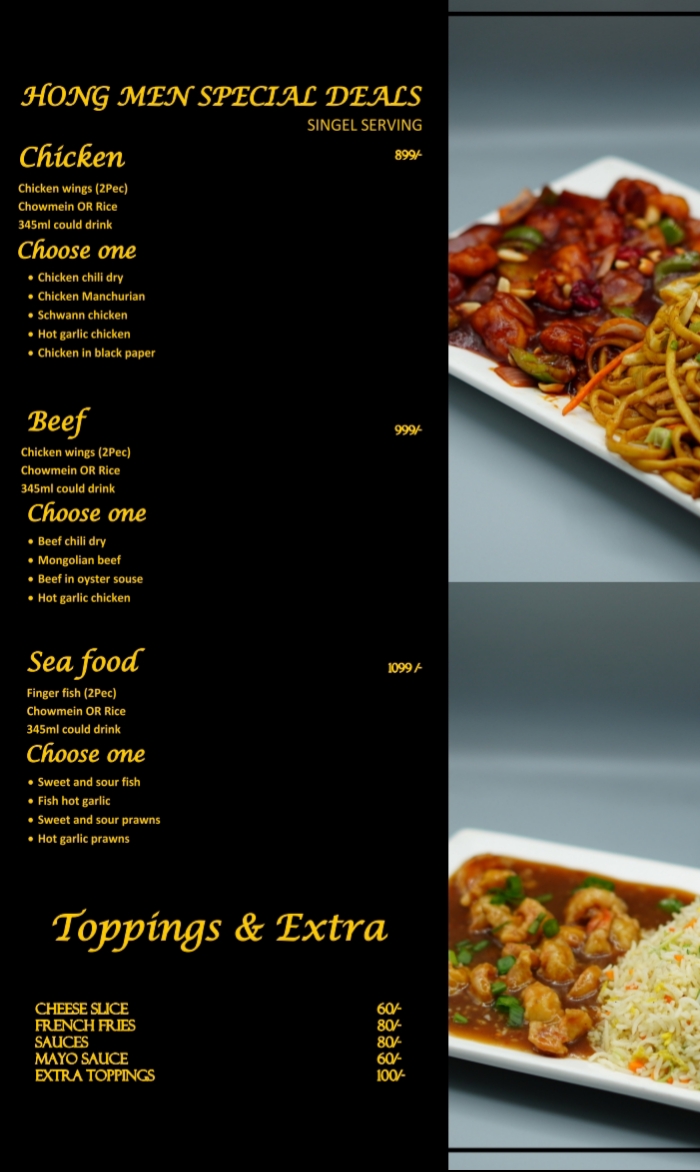 HONG MEN SPECIAL DEALS
SINGEL SERVING
Chicken 899/-
Chicken wings (2Pec)
Chowmein OR Rice
345ml could drink
Choose one
• Chicken chili dry
• Chicken Manchurian
• Schwann chicken
• Hot garlic chicken
• Chicken in black paper
Beef 999/-
Chicken wings (2Pec)
Chowmein OR Rice
345ml could drink
Choose one
• Beef chili dry
• Mongolian beef
• Beef in oyster souse
• Hot garlic chicken
Sea food 1099 /-
Finger fish (2Pec)
Chowmein OR Rice
345ml could drink
Choose one
• Sweet and sour fish
• Fish hot garlic
• Sweet and sour prawns
• Hot garlic prawns
Toppings & Extra
CHEESE SLICE 60/-
FRENCH FRIES 80/-
SAUCES 80/-
MAYO SAUCE 60/-
EXTRA TOPPINGS 100/-